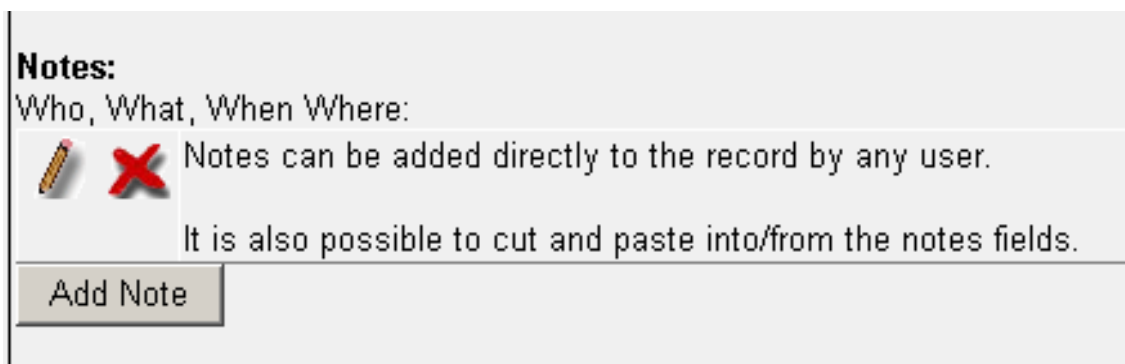 Notes:
Who, What, When Where:
Notes can be added directly to the record by any user.
It is also possible to cut and paste into/from the notes fields.
Add Note